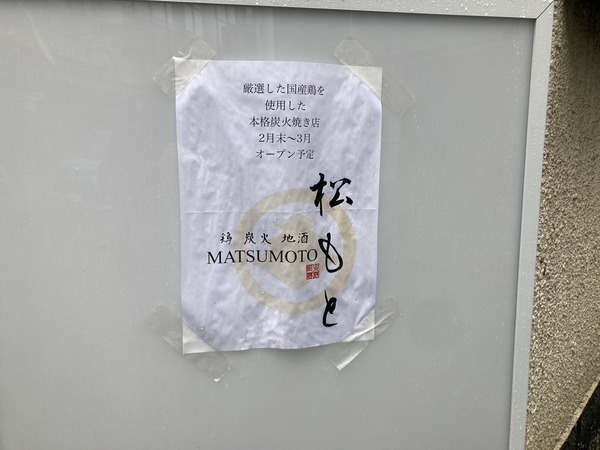 厳選した国産鶏を
使用した
本格炭火焼き店
2月末〜3月
オープン予定
松もと
鶏 炭火 地酒
MATSUMOTO